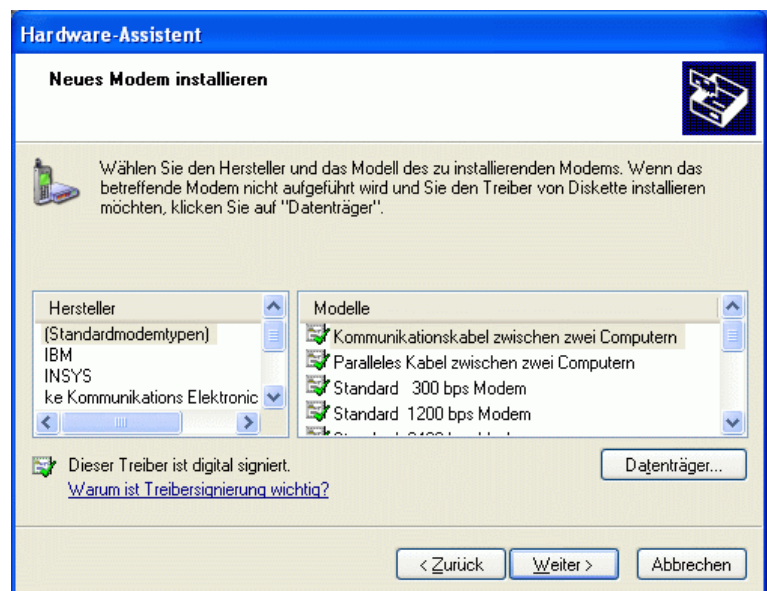 Hardware-Assistent
Neues Modem installieren
Wählen Sie den Hersteller und das Modell des zu installierenden Modems. Wenn das
betreffende Modem nicht aufgeführt wird und Sie den Treiber von Diskette installieren
möchten, klicken Sie auf "Datenträger".
Hersteller
(Standardmodemtypen)
IBM
INSYS
ke Kommunikations Elektronic
Modelle
Kommunikationskabel zwischen zwei Computern
Paralleles Kabel zwischen zwei Computern
Standard 300 bps Modem
Standard 1200 bps Modem
Dieser Treiber ist digital signiert.
Warum ist Treibersignierung wichtig?
Datenträger...
< Zurück
Weiter >
Abbrechen